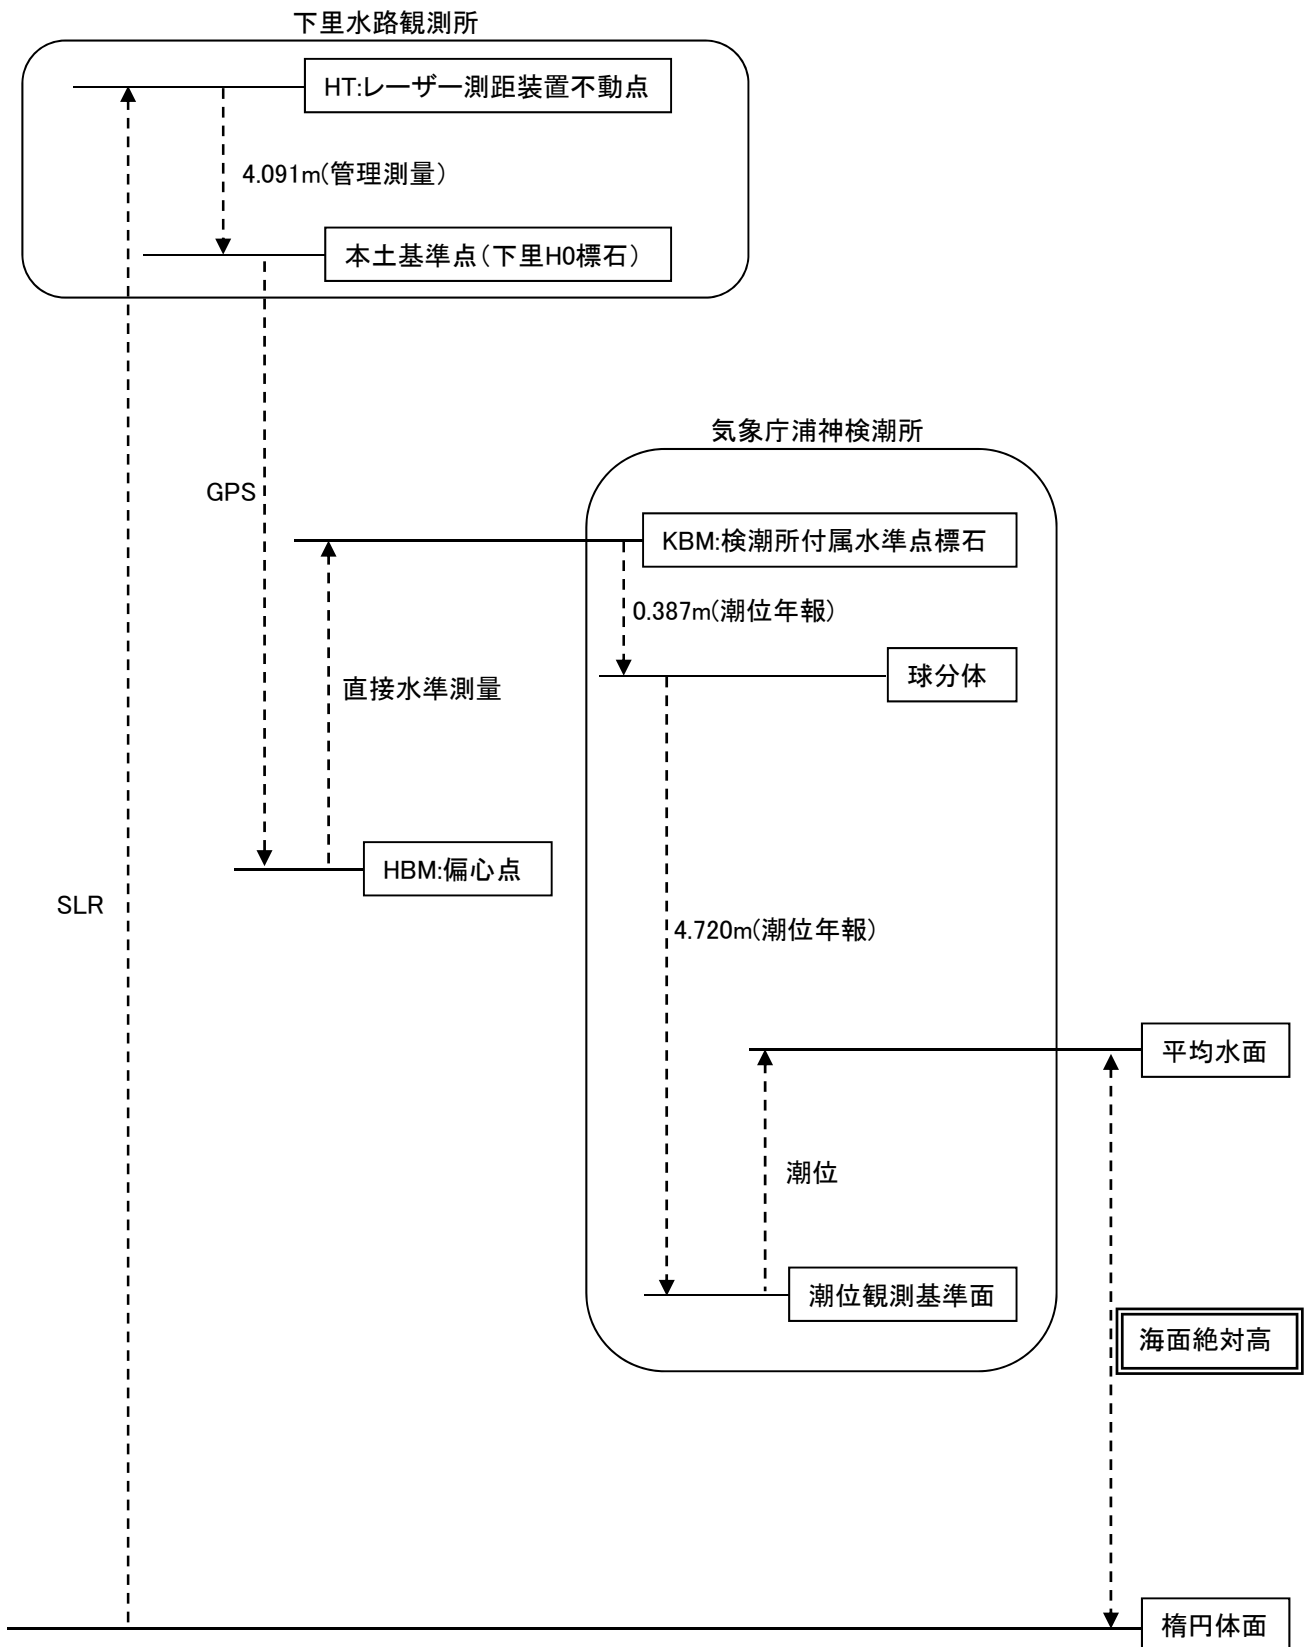 下里水路観測所
HT:レーザー測距装置不動点
4.091m(管理測量)
本土基準点(下里H0標石)
気象庁浦神検潮所
GPS
KBM:検潮所付属水準点標石
0.387m(潮位年報)
球分体
直接水準測量
HBM:偏心点
SLR
4.720m(潮位年報)
平均水面
潮位
潮位観測基準面
海面絶対高
楕円体面